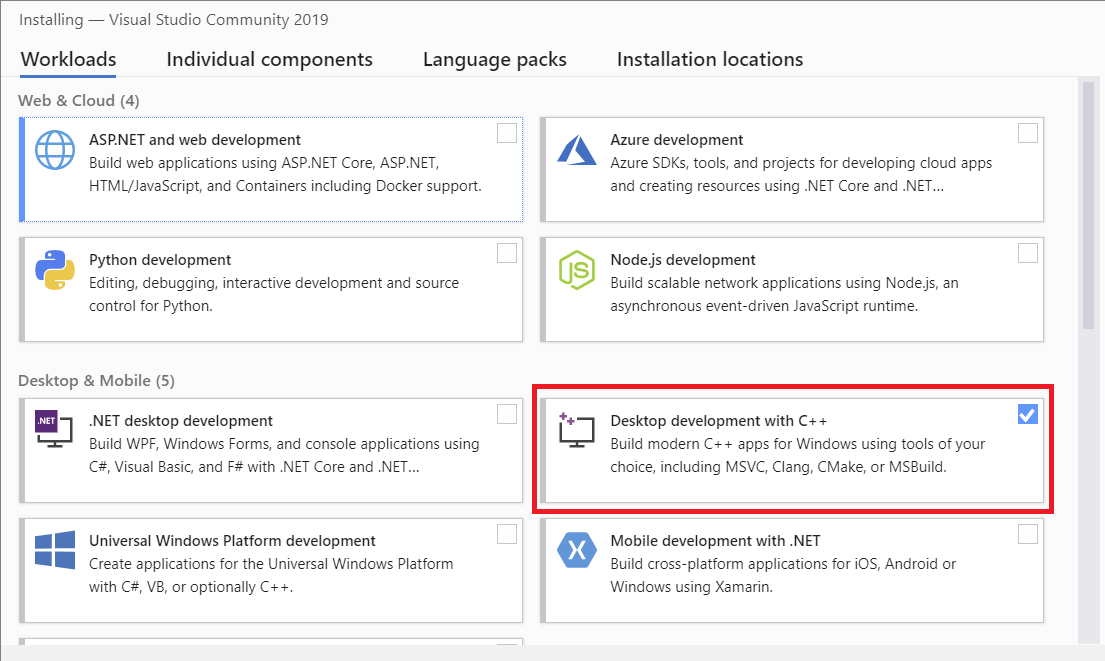 Installing — Visual Studio Community 2019
Workloads Individual components Language packs Installation locations
Web & Cloud (4)
ASP.NET and web development
Build web applications using ASP.NET Core, ASP.NET,
HTML/JavaScript, and Containers including Docker support.
Azure development
Azure SDKs, tools, and projects for developing cloud apps
and creating resources using .NET Core and .NET...
Python development
Editing, debugging, interactive development and source
control for Python.
JS
Node.js development
Build scalable network applications using Node.js, an
asynchronous event-driven JavaScript runtime.
Desktop & Mobile (5)
.NET
.NET desktop development
Build WPF, Windows Forms, and console applications using
C#, Visual Basic, and F# with .NET Core and .NET...
Desktop development with C++
Build modern C++ apps for Windows using tools of your
choice, including MSVC, Clang, CMake, or MSBuild.
Universal Windows Platform development
Create applications for the Universal Windows Platform
with C#, VB, or optionally C++.
Mobile development with .NET
Build cross-platform applications for iOS, Android or
Windows using Xamarin.